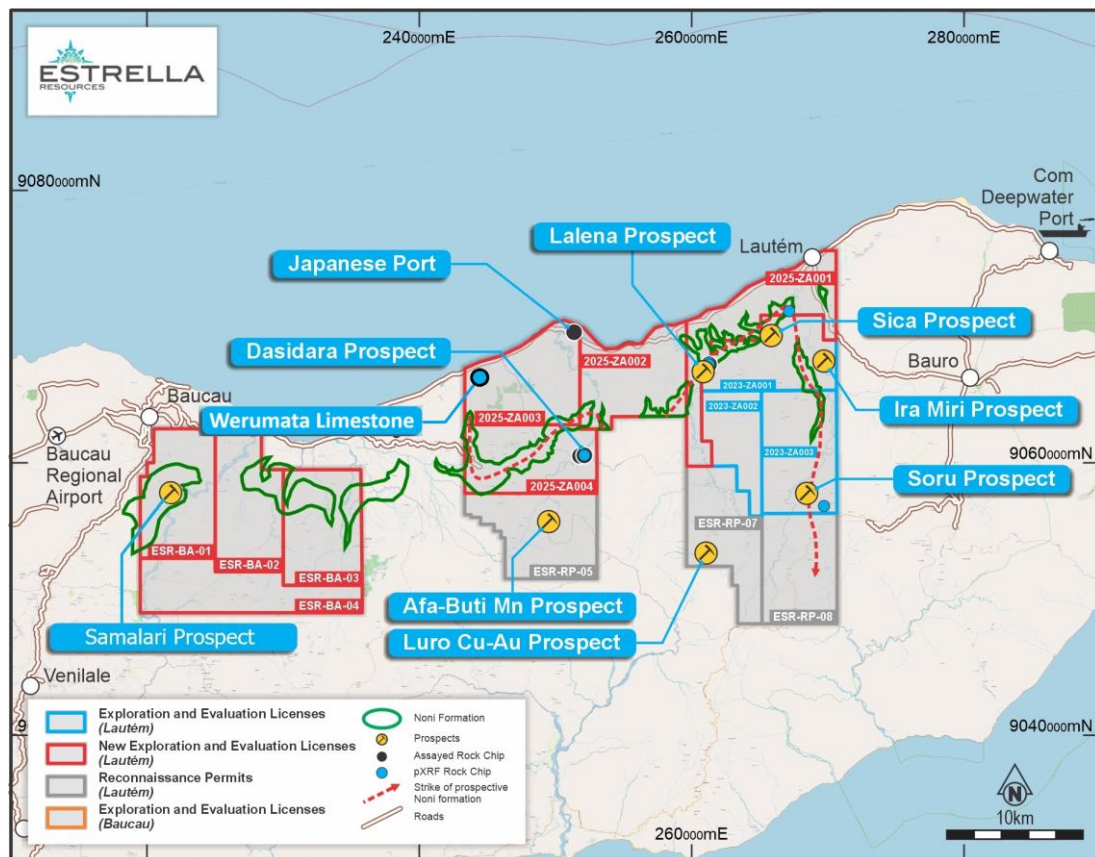 240000mE
260000mE
280000mE
ESTRELLA
RESOURCES
9080000mN
Com
Deepwater
Port
Lalena Prospect
Lautém
Japanese Port
2025-ZA001
Sica Prospect
Dasidara Prospect
2025-ZA002
Bauro
Baucau
2023-ZA001
Werumata Limestone
2025-ZA003
2023-ZA002
Ira Miri Prospect
Baucau
Regional
Airport
2023-ZA003
9060000mN
Soru Prospect
2025-ZA004
ESR-RP-07
ESR-BA-01
ESR-BA-02
ESR-RP-05
ESR-BA-03
Afa-Buti Mn Prospect
ESR-BA-04
ESR-RP-08
Samalari Prospect
Luro Cu-Au Prospect
Venilale
Exploration and Evaluation Licenses
(Lautém)
New Exploration and Evaluation Licenses
(Lautém)
Reconnaissance Permits
(Lautém)
Exploration and Evaluation Licenses
(Baucau)
Noni Formation
Prospects
Assayed Rock Chip
pXRF Rock Chip
Strike of prospective
Noni formation
Roads
9
9040000mN
N
10km
260000mE